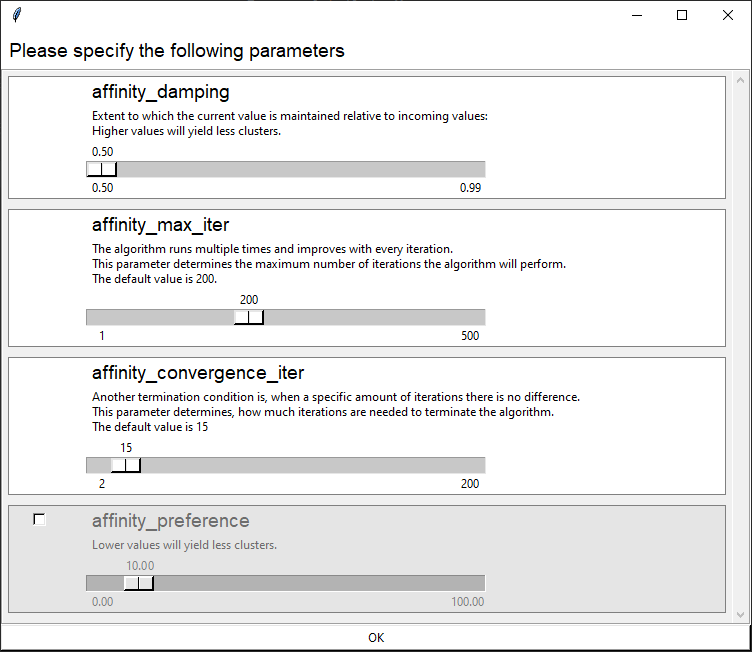 Please specify the following parameters
affinity_damping
Extent to which the current value is maintained relative to incoming values:
Higher values will yield less clusters.
0.50
0.50 0.99
affinity_max_iter
The algorithm runs multiple times and improves with every iteration.
This parameter determines the maximum number of iterations the algorithm will perform.
The default value is 200.
200
1 500
affinity_convergence_iter
Another termination condition is, when a specific amount of iterations there is no difference.
This parameter determines, how much iterations are needed to terminate the algorithm.
The default value is 15
15
2 200
affinity_preference
Lower values will yield less clusters.
10.00
0.00 100.00
OK